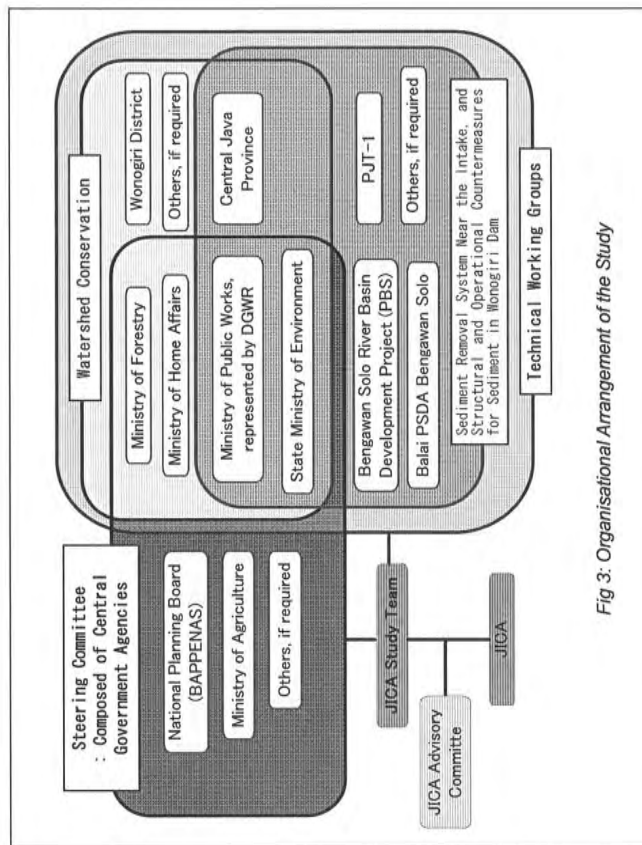 Steering Committee
: Composed of Central
Government Agencies
National Planning Board
(BAPPENAS)
Ministry of Agriculture
Others, if required
Watershed Conservation
Ministry of Forestry
Ministry of Home Affairs
Ministry of Public Works,
represented by DGWR
State Ministry of Environment
Wonogiri District
Others, if required
Central Java
Province
Bengawan Solo River Basin
Development Project (PBS)
Balai PSDA Bengawan Solo
PJT-1
Others, if required
Sediment Removal System Near the Intake, and
Structural and Operational Countermeasures
for Sediment in Wonogiri Dam
Technical Working Groups
JICA Study Team
JICA Advisory
Committe
JICA
Fig 3: Organisational Arrangement of the Study